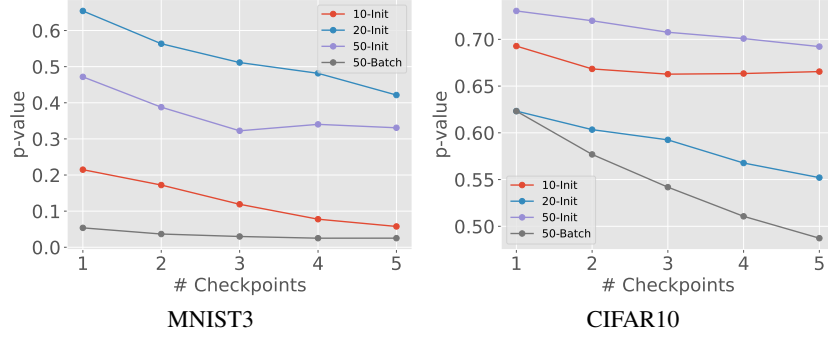 0.6
0.5
0.4
0.3
0.2
0.1
0.0
p-value
10-Init
20-Init
50-Init
50-Batch
1 2 3 4 5
# Checkpoints
MNIST3
0.70
0.65
0.60
0.55
0.50
p-value
10-Init
20-Init
50-Init
50-Batch
1 2 3 4 5
# Checkpoints
CIFAR10